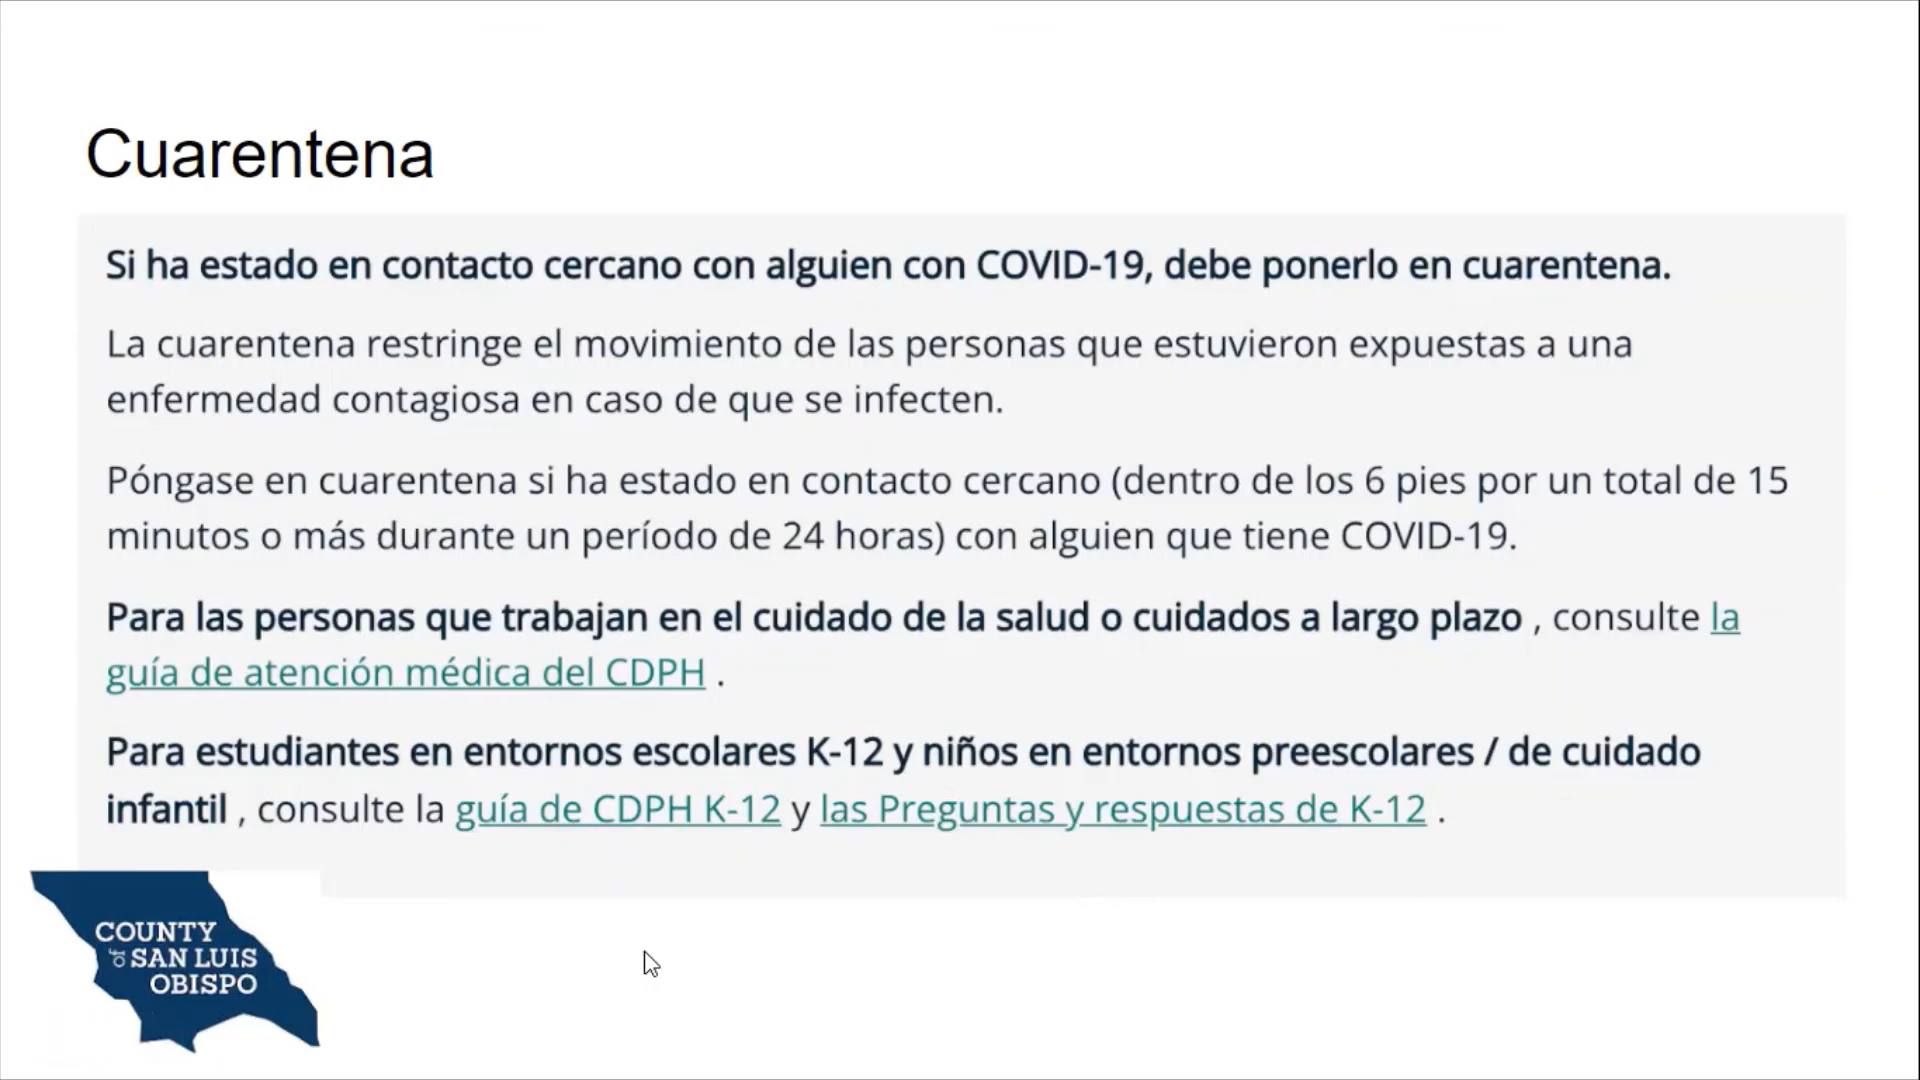 Cuarentena
Si ha estado en contacto cercano con alguien con COVID-19, debe ponerlo en cuarentena.
La cuarentena restringe el movimiento de las personas que estuvieron expuestas a una
enfermedad contagiosa en caso de que se infecten.
Póngase en cuarentena si ha estado en contacto cercano (dentro de los 6 pies por un total de 15
minutos o más durante un período de 24 horas) con alguien que tiene COVID-19.
Para las personas que trabajan en el cuidado de la salud o cuidados a largo plazo , consulte la
guía de atención médica del CDPH .
Para estudiantes en entornos escolares K-12 y niños en entornos preescolares / de cuidado
infantil , consulte la guía de CDPH K-12 y las Preguntas y respuestas de K-12 .
COUNTY
of SAN LUIS
OBISPO